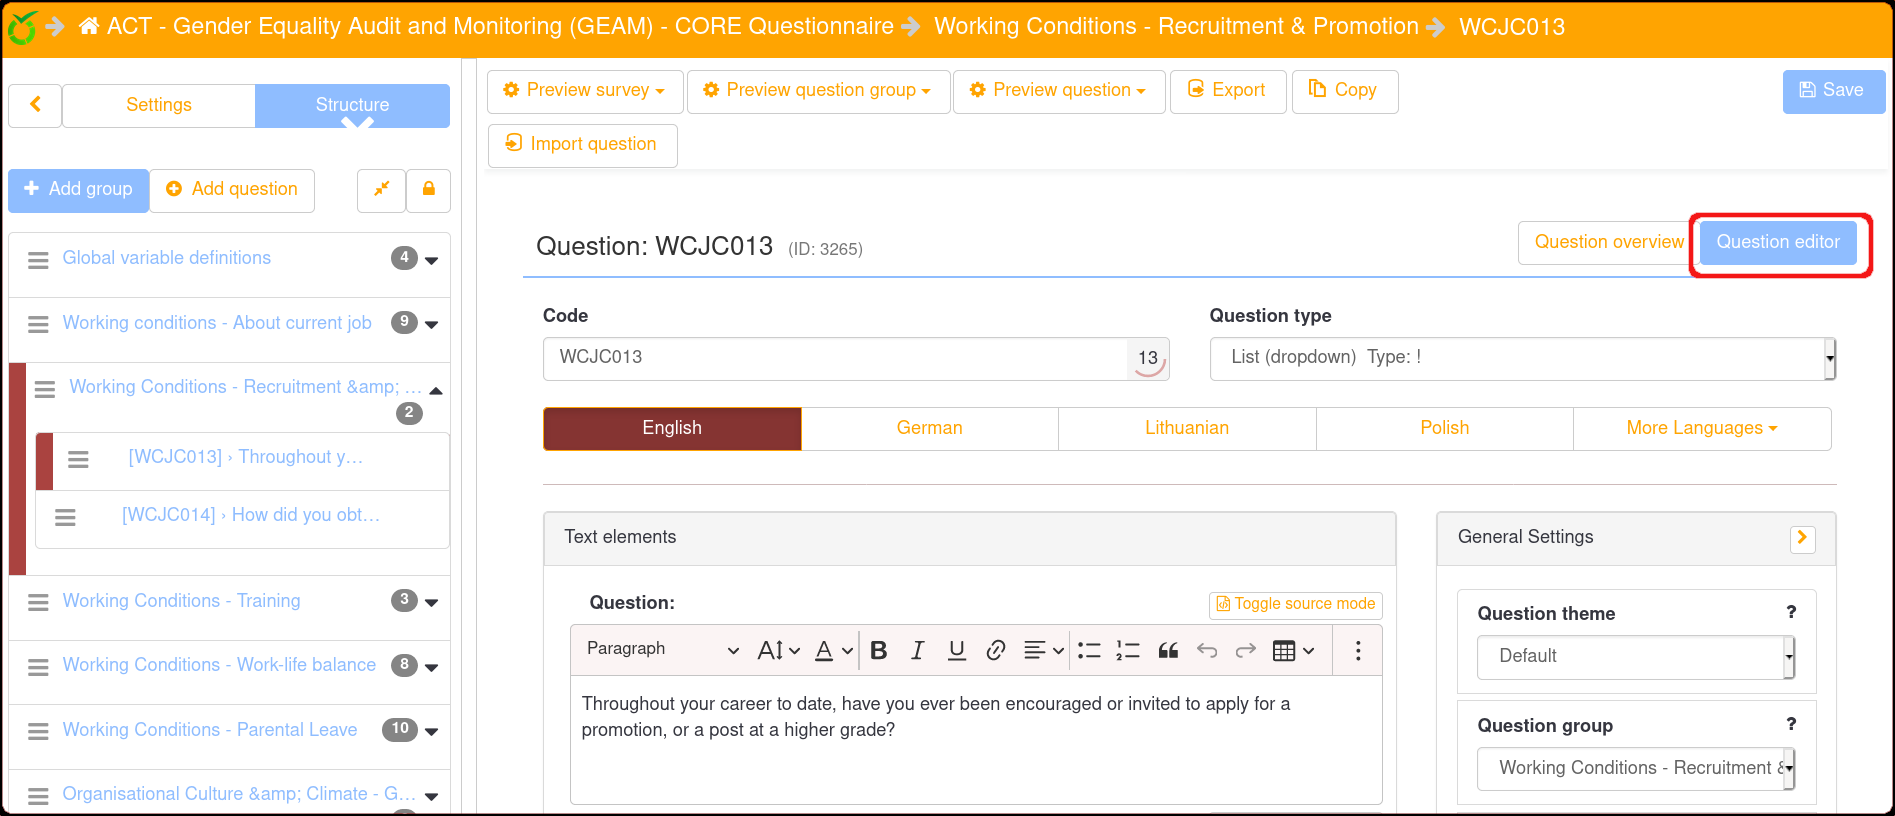 ACT - Gender Equality Audit and Monitoring (GEAM) - CORE Questionnaire Working Conditions - Recruitment & Promotion WCJC013
Settings Structure
Preview survey Preview question group Preview question Export Copy Save
Import question
Add group Add question
Global variable definitions 4
Working conditions - About current job 9
Working Conditions - Recruitment &amp; ...
2
[WCJC013] › Throughout y...
[WCJC014] › How did you obt...
Working Conditions - Training 3
Working Conditions - Work-life balance 8
Working Conditions - Parental Leave 10
Organisational Culture &amp; Climate - G...
Question: WCJC013 (ID: 3265)
Question overview Question editor
Code
WCJC013 13
Question type
List (dropdown) Type: !
English German Lithuanian Polish More Languages
Text elements
Question:
Toggle source mode
Paragraph
Throughout your career to date, have you ever been encouraged or invited to apply for a
promotion, or a post at a higher grade?
General Settings
Question theme ?
Default
Question group ?
Working Conditions - Recruitment &